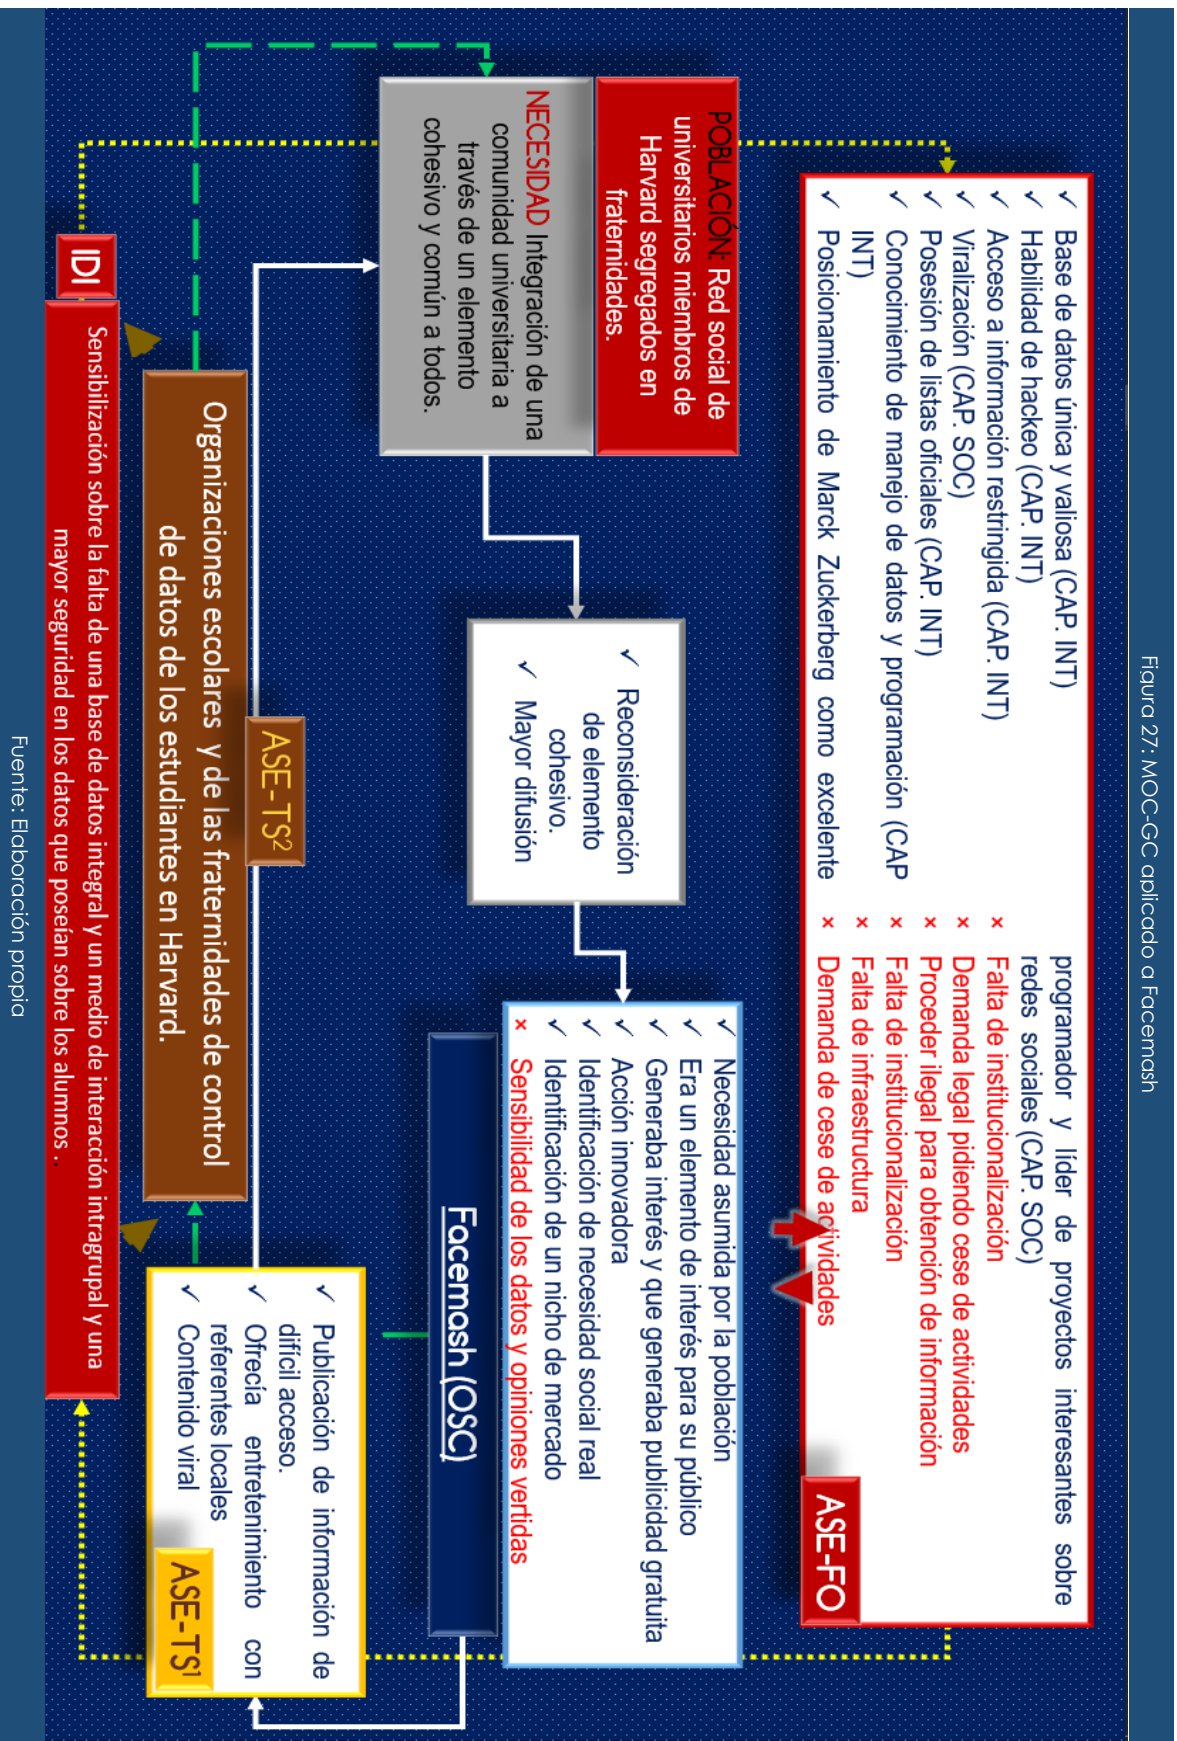 Figura 27: MOC-GC aplicado a Facemash
✓ Base de datos única y valiosa (CAP. INT)
✓ Habilidad de hackeo (CAP. INT)
✓ Acceso a información restringida (CAP. INT)
✓ Viralización (CAP. SOC)
✓ Posesión de listas oficiales (CAP. INT)
✓ Conocimiento de manejo de datos y programación (CAP
INT)
✓ Posicionamiento de Marck Zuckerberg como excelente
programador y líder de proyectos interesantes sobre
redes sociales (CAP. SOC)
× Falta de institucionalización
× Demanda legal pidiendo cese de actividades
× Proceder ilegal para obtención de información
× Falta de institucionalización
× Falta de infraestructura
× Demanda de cese de actividades
ASE-FO
POBLACIÓN: Red social de
universitarios miembros de
Harvard segregados en
fraternidades.
NECESIDAD Integración de una
comunidad universitaria a
través de un elemento
cohesivo y común a todos.
✓ Reconsideración
de elemento
cohesivo.
✓ Mayor difusión
✓ Necesidad asumida por la población
✓ Era un elemento de interés para su público
✓ Generaba interés y que generaba publicidad gratuita
✓ Acción innovadora
✓ Identificación de necesidad social real
✓ Identificación de un nicho de mercado
× Sensibilidad de los datos y opiniones vertidas
Facemash (OSC)
ASE-TS²
✓ Publicación de información de
difícil acceso.
✓ Ofrecía entretenimiento con
referentes locales
✓ Contenido viral
ASE-TS¹
Organizaciones escolares y de las fraternidades de control
de datos de los estudiantes en Harvard.
IDI
Sensibilización sobre la falta de una base de datos integral y un medio de interacción intragrupal y una
mayor seguridad en los datos que poseían sobre los alumnos ..
Fuente: Elaboración propia